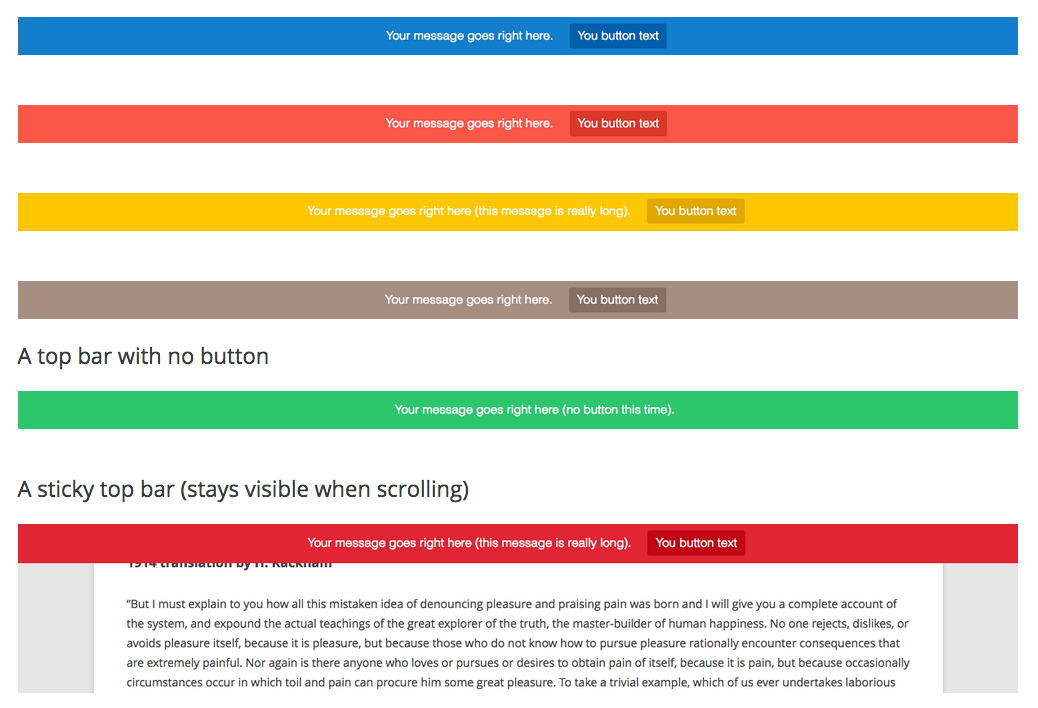 Your message goes right here. You button text
Your message goes right here. You button text
Your message goes right here (this message is really long). You button text
Your message goes right here. You button text
A top bar with no button
Your message goes right here (no button this time).
A sticky top bar (stays visible when scrolling)
Your message goes right here (this message is really long). You button text
1914 translation by H. Rackham
“But I must explain to you how all this mistaken idea of denouncing pleasure and praising pain was born and I will give you a complete account of
the system, and expound the actual teachings of the great explorer of the truth, the master-builder of human happiness. No one rejects, dislikes, or
avoids pleasure itself, because it is pleasure, but because those who do not know how to pursue pleasure rationally encounter consequences that
are extremely painful. Nor again is there anyone who loves or pursues or desires to obtain pain of itself, because it is pain, but because occasionally
circumstances occur in which toil and pain can procure him some great pleasure. To take a trivial example, which of us ever undertakes laborious